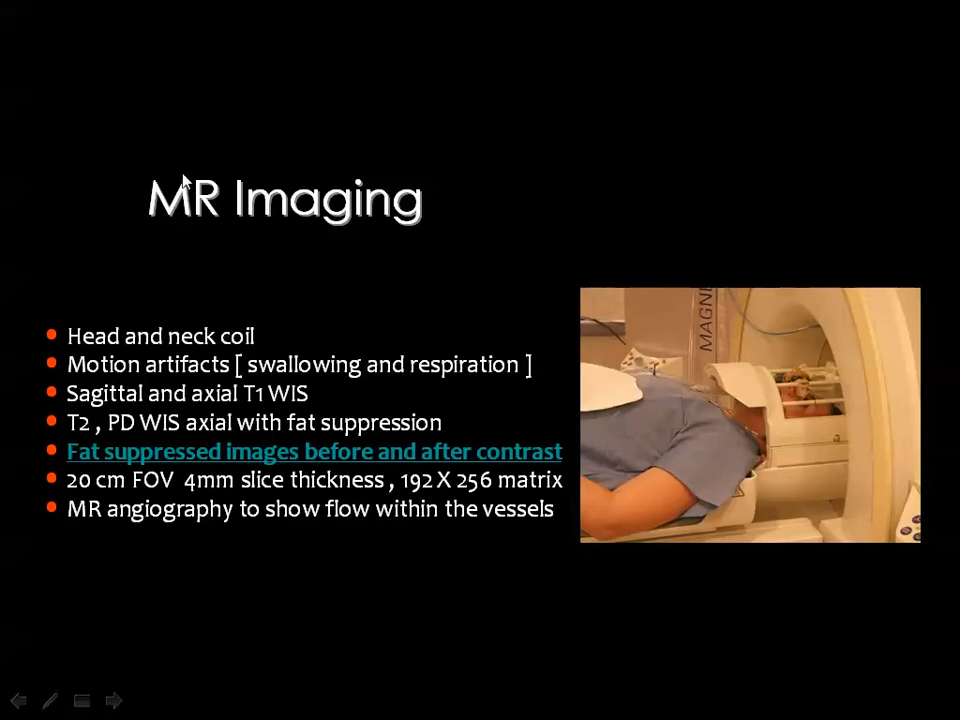 MR Imaging
Head and neck coil
Motion artifacts [ swallowing and respiration ]
Sagittal and axial T1 WIS
T2 , PD WIS axial with fat suppression
Fat suppressed images before and after contrast
20 cm FOV 4mm slice thickness , 192 X 256 matrix
MR angiography to show flow within the vessels
MAGN